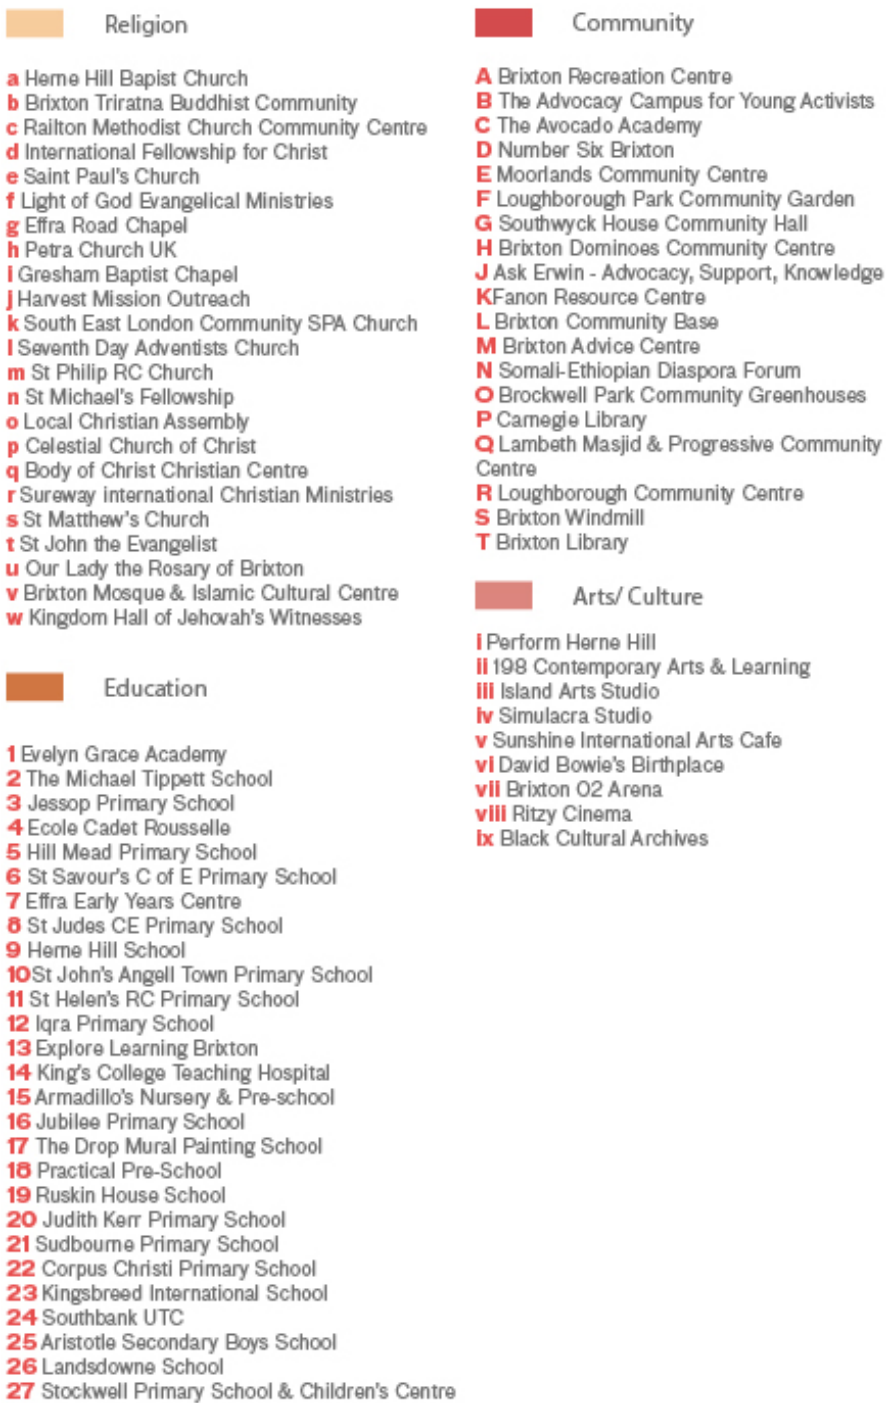 Religion
a Herne Hill Bapist Church
b Brixton Triratna Buddhist Community
c Railton Methodist Church Community Centre
d International Fellowship for Christ
e Saint Paul's Church
f Light of God Evangelical Ministries
g Effra Road Chapel
h Petra Church UK
i Gresham Baptist Chapel
j Harvest Mission Outreach
k South East London Community SPA Church
l Seventh Day Adventists Church
m St Philip RC Church
n St Michael's Fellowship
o Local Christian Assembly
p Celestial Church of Christ
q Body of Christ Christian Centre
r Sureway international Christian Ministries
s St Matthew's Church
t St John the Evangelist
u Our Lady the Rosary of Brixton
v Brixton Mosque & Islamic Cultural Centre
w Kingdom Hall of Jehovah's Witnesses
Education
1 Evelyn Grace Academy
2 The Michael Tippett School
3 Jessop Primary School
4 Ecole Cadet Rousselle
5 Hill Mead Primary School
6 St Savour's C of E Primary School
7 Effra Early Years Centre
8 St Judes CE Primary School
9 Herne Hill School
10 St John's Angell Town Primary School
11 St Helen's RC Primary School
12 Iqra Primary School
13 Explore Learning Brixton
14 King's College Teaching Hospital
15 Armadillo's Nursery & Pre-school
16 Jubilee Primary School
17 The Drop Mural Painting School
18 Practical Pre-School
19 Ruskin House School
20 Judith Kerr Primary School
21 Sudbourne Primary School
22 Corpus Christi Primary School
23 Kingsbreed International School
24 Southbank UTC
25 Aristotle Secondary Boys School
26 Landsdowne School
27 Stockwell Primary School & Children's Centre
Community
A Brixton Recreation Centre
B The Advocacy Campus for Young Activists
C The Avocado Academy
D Number Six Brixton
E Moorlands Community Centre
F Loughborough Park Community Garden
G Southwyck House Community Hall
H Brixton Dominoes Community Centre
J Ask Erwin - Advocacy, Support, Knowledge
K Fanon Resource Centre
L Brixton Community Base
M Brixton Advice Centre
N Somali-Ethiopian Diaspora Forum
O Brockwell Park Community Greenhouses
P Carnegie Library
Q Lambeth Masjid & Progressive Community
Centre
R Loughborough Community Centre
S Brixton Windmill
T Brixton Library
Arts/ Culture
i Perform Herne Hill
ii 198 Contemporary Arts & Learning
iii Island Arts Studio
iv Simulacra Studio
v Sunshine International Arts Cafe
vi David Bowie's Birthplace
vii Brixton O2 Arena
viii Ritzy Cinema
ix Black Cultural Archives